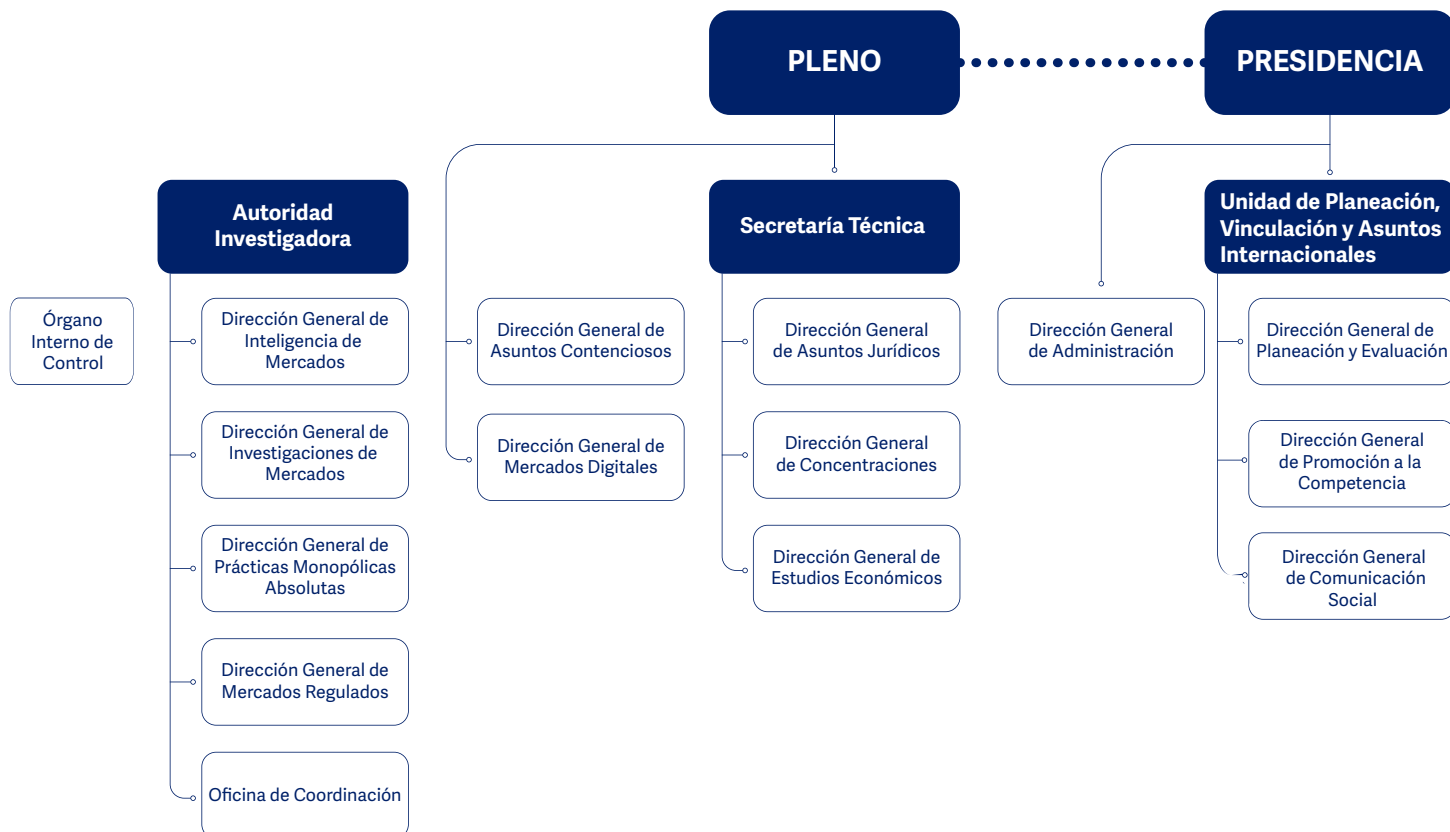 PLENO
PRESIDENCIA
Autoridad
Investigadora
Secretaría Técnica
Unidad de Planeación,
Vinculación y Asuntos
Internacionales
Órgano
Interno de
Control
Dirección General de
Inteligencia de
Mercados
Dirección General de
Investigaciones de
Mercados
Dirección General de
Prácticas Monopólicas
Absolutas
Dirección General de
Mercados Regulados
Oficina de Coordinación
Dirección General de
Asuntos Contenciosos
Dirección General de
Mercados Digitales
Dirección General
de Asuntos Jurídicos
Dirección General
de Concentraciones
Dirección General de
Estudios Económicos
Dirección General
de Administración
Dirección General de
Planeación y Evaluación
Dirección General
de Promoción a la
Competencia
Dirección General
de Comunicación
Social